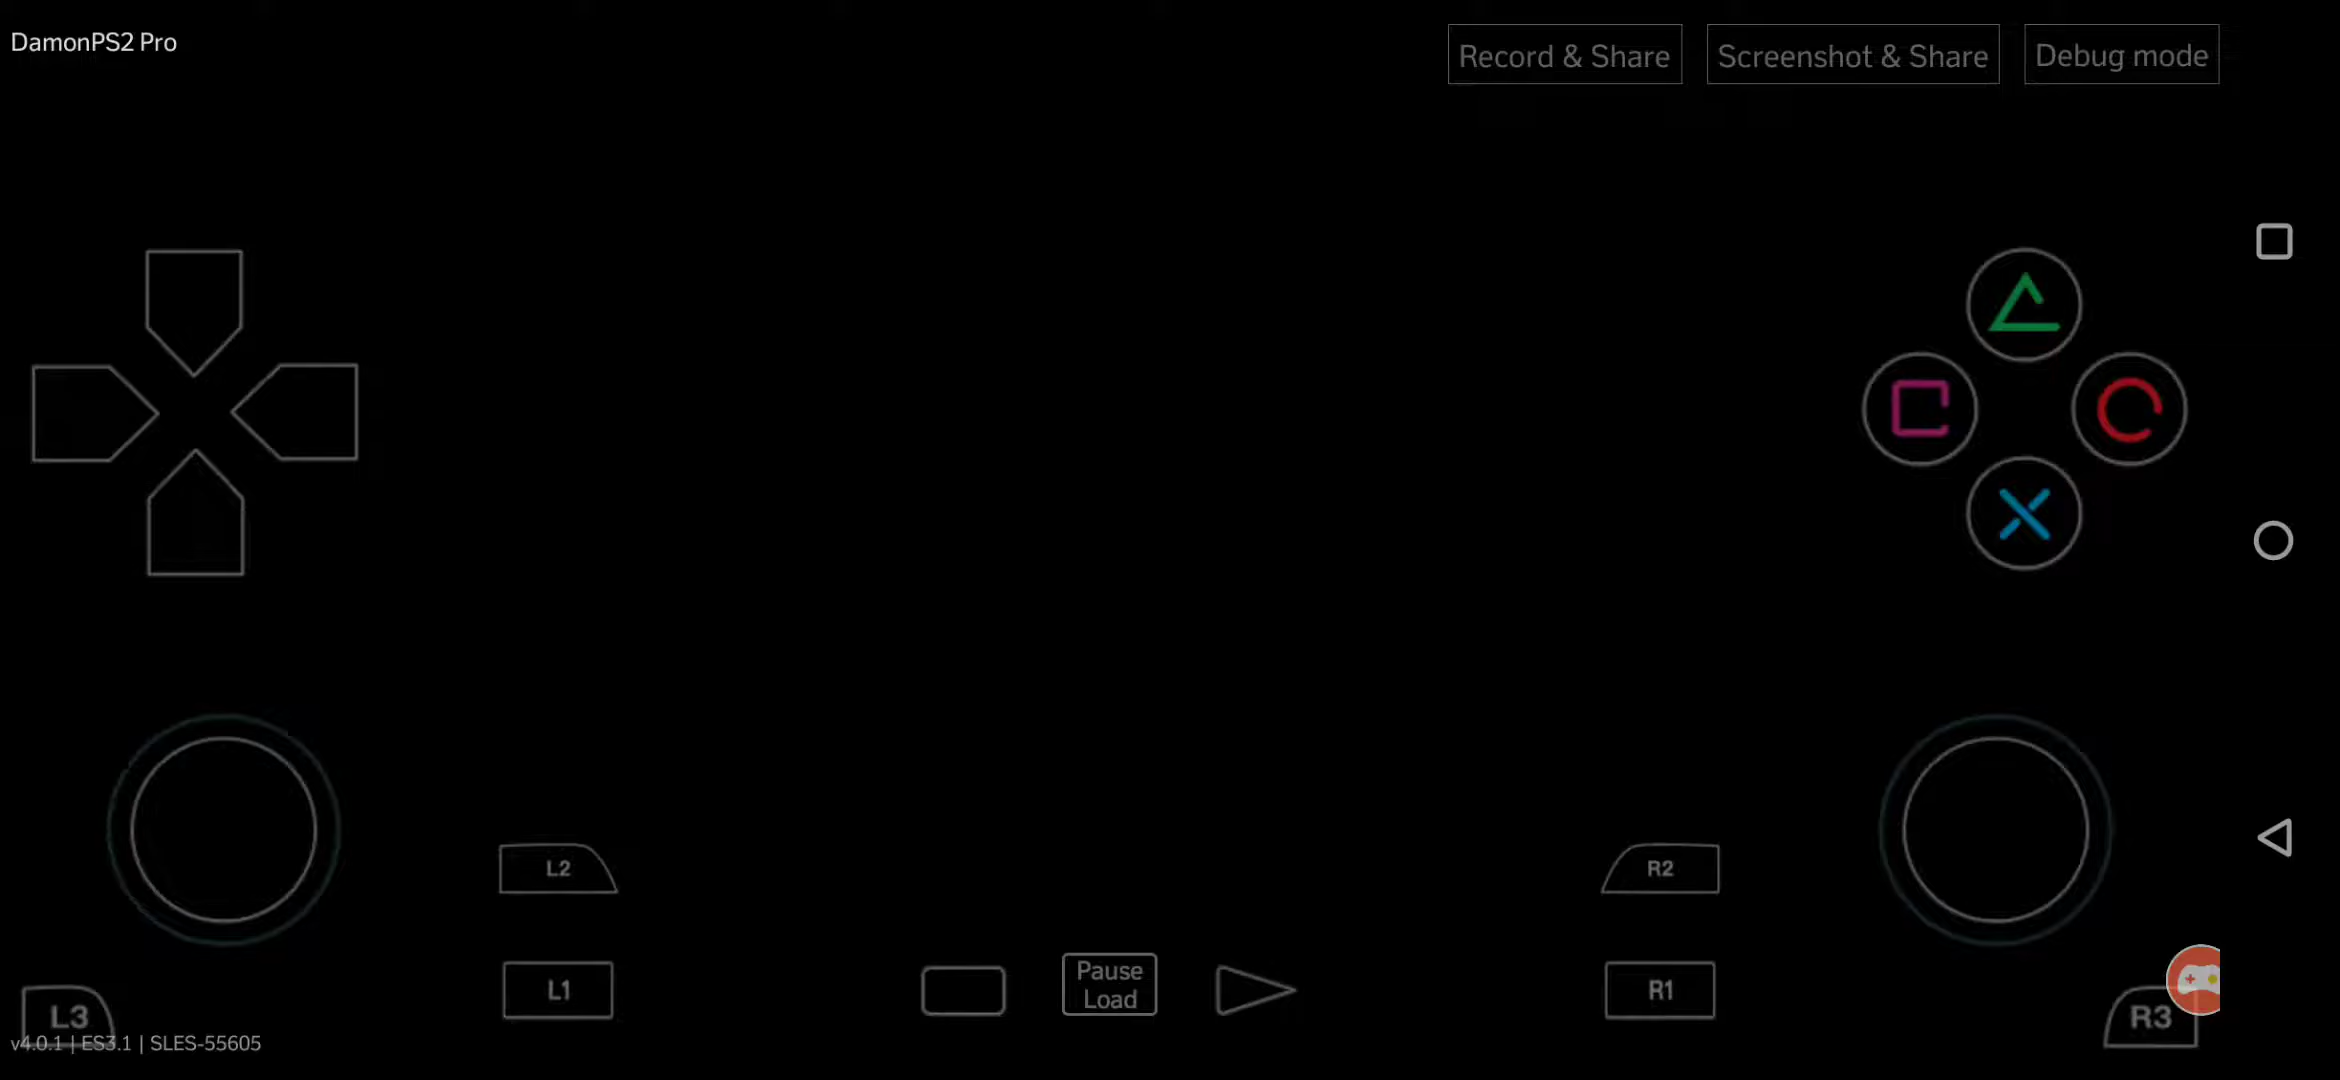 DamonPS2 Pro
Record & Share
Screenshot & Share
Debug mode
L2
R2
L1
Pause
Load
R1
L3
R3
v4.0.1 | ES3.1 | SLES-55605